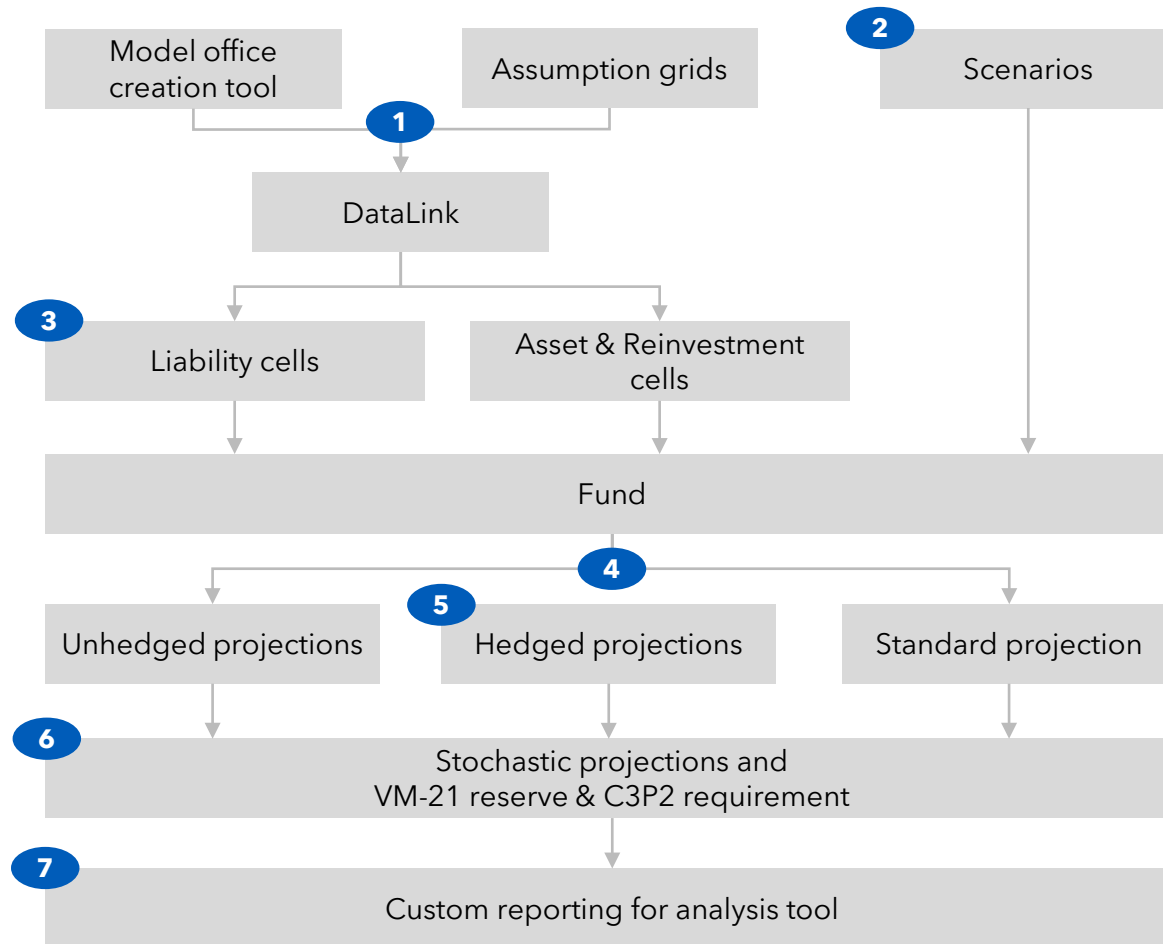 Model office
creation tool
Assumption grids
2
Scenarios
1
DataLink
3
Liability cells
Asset & Reinvestment
cells
Fund
4
Unhedged projections
5
Hedged projections
Standard projection
6
Stochastic projections and
VM-21 reserve & C3P2 requirement
7
Custom reporting for analysis tool